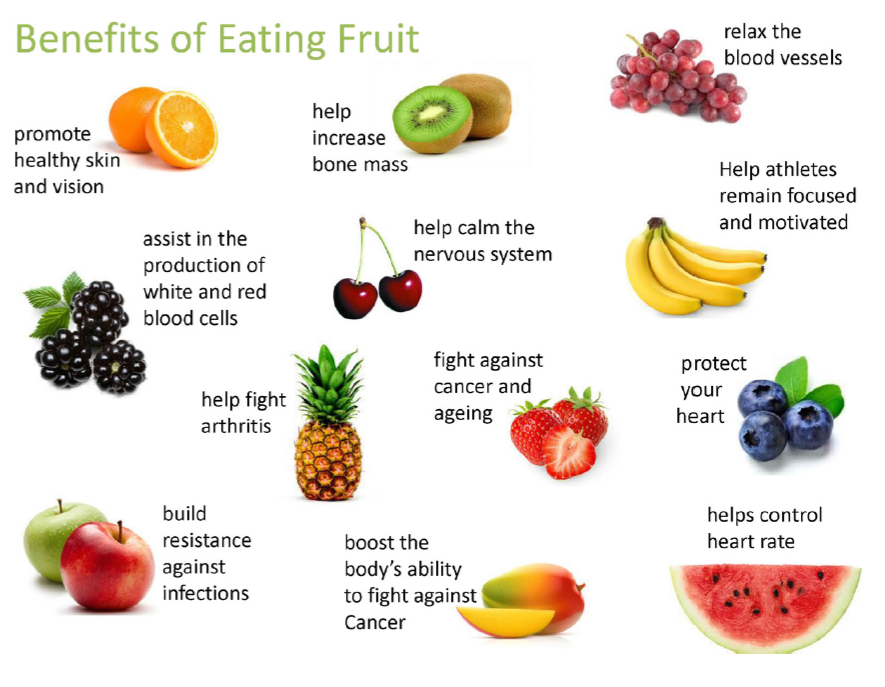 Benefits of Eating Fruit
relax the
blood vessels
promote
healthy skin
and vision
help
increase
bone mass
Help athletes
remain focused
and motivated
assist in the
production of
white and red
blood cells
help calm the
nervous system
help fight
arthritis
fight against
cancer and
ageing
protect
your
heart
build
resistance
against
infections
boost the
body's ability
to fight against
Cancer
helps control
heart rate